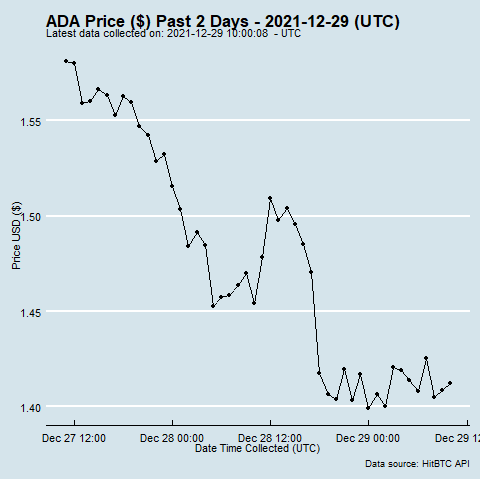 ADA Price ($) Past 2 Days - 2021-12-29 (UTC)
Latest data collected on: 2021-12-29 10:00:08 - UTC
Price USD ($)
1.55
1.50
1.45
1.40
Dec 27 12:00 Dec 28 00:00 Dec 28 12:00 Dec 29 00:00 Dec 29 12
Date Time Collected (UTC)
Data source: HitBTC API